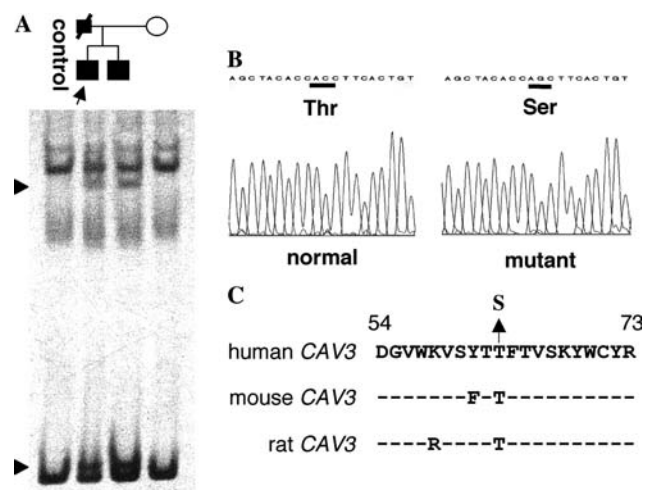 A
control
B
AGCTACACCACCTTCACTGT
Thr
normal
AGCTACACCAGCTTCACTGT
Ser
mutant
C
S
54 73
human CAV3 DGVWKVSYTTFTVSKYWCYR
mouse CAV3 -------F-T----------
rat CAV3 ----R----T----------